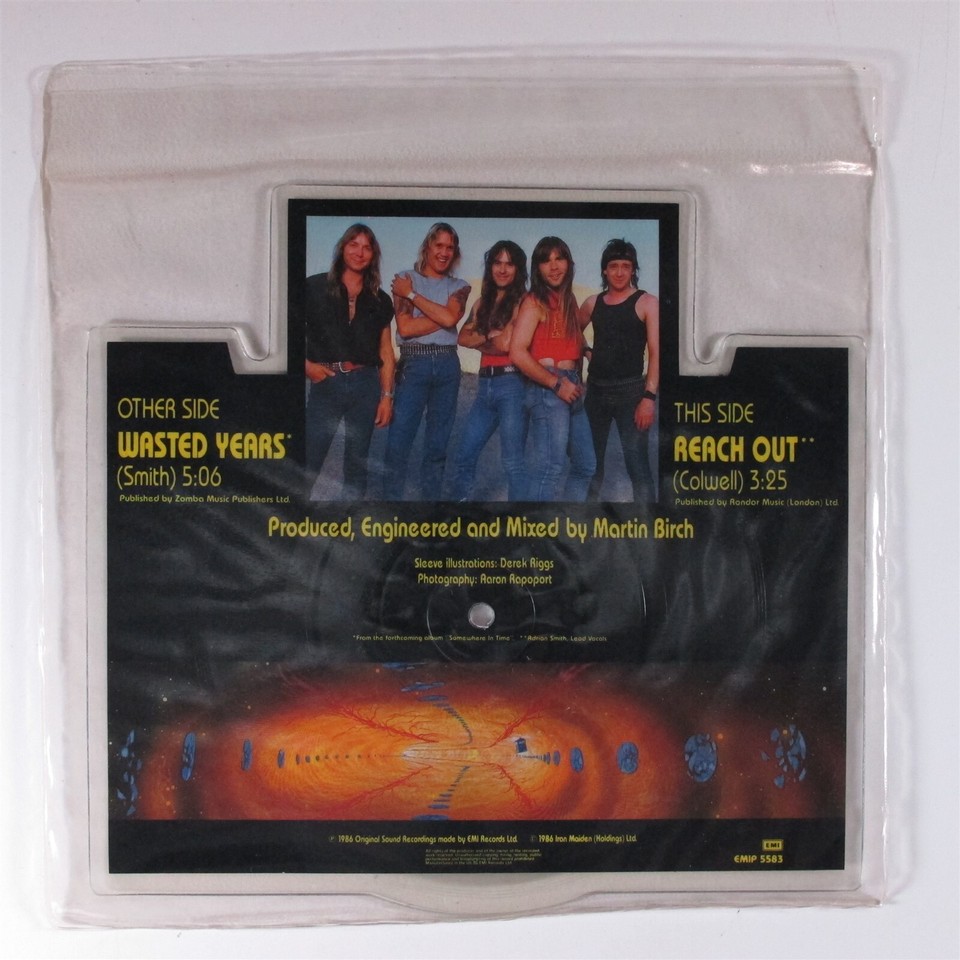 OTHER SIDE
WASTED YEARS*
(Smith) 5:06
Published by Zomba Music Publishers Ltd.
THIS SIDE
REACH OUT**
(Colwell) 3:25
Published by Rondor Music (London) Ltd.
Produced, Engineered and Mixed by Martin Birch
Sleeve illustrations: Derek Riggs
Photography: Aaron Rapoport
*From the forthcoming album "Somewhere In Time" **Adrian Smith, Lead Vocals
℗ 1986 Original Sound Recordings made by EMI Records Ltd. © 1986 Iron Maiden (Holdings) Ltd.
EMI
EMIP 5583